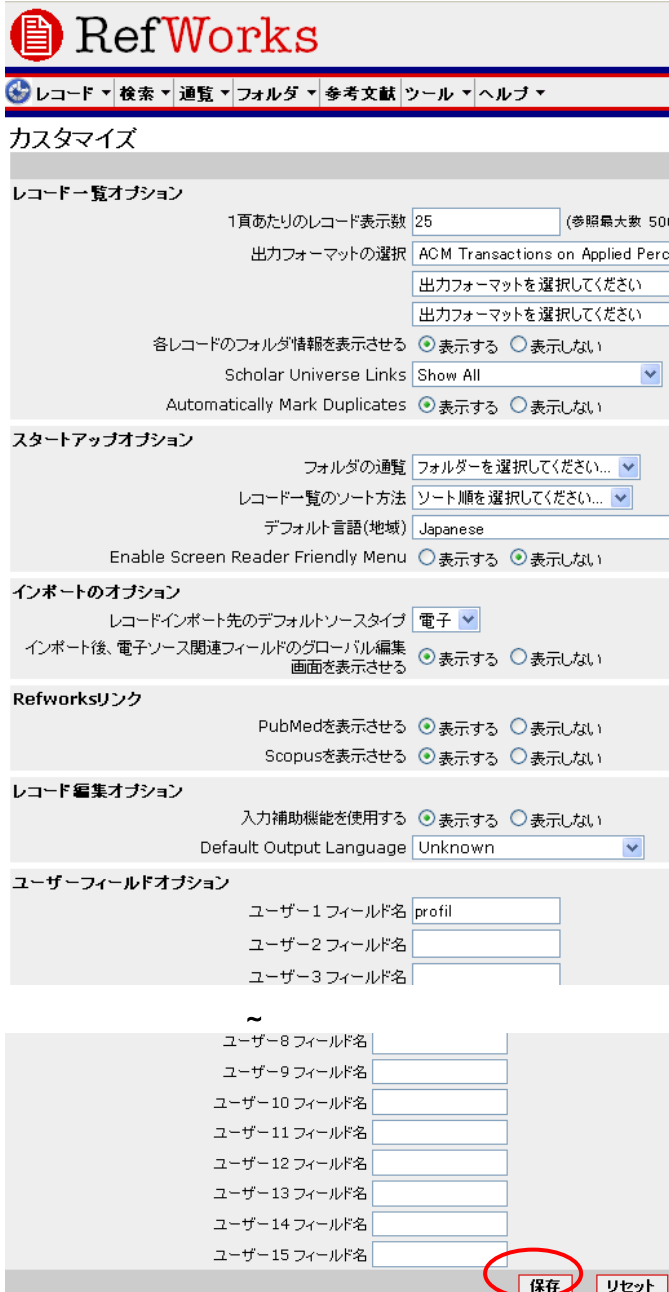 RefWorks
レコード 検索 通覧 フォルダ 参考文献 ツール ヘルプ
カスタマイズ
レコード一覧オプション
1頁あたりのレコード表示数 25 (参照最大数 500
出力フォーマットの選択 ACM Transactions on Applied Perc
出力フォーマットを選択してください
出力フォーマットを選択してください
各レコードのフォルダ情報を表示させる 表示する 表示しない
Scholar Universe Links Show All
Automatically Mark Duplicates 表示する 表示しない
スタートアップオプション
フォルダの通覧 フォルダーを選択してください...
レコード一覧のソート方法 ソート順を選択してください...
デフォルト言語(地域) Japanese
Enable Screen Reader Friendly Menu 表示する 表示しない
インポートのオプション
レコードインポート先のデフォルトソースタイプ 電子
インポート後、電子ソース関連フィールドのグローバル編集
画面を表示させる 表示する 表示しない
Refworksリンク
PubMedを表示させる 表示する 表示しない
Scopusを表示させる 表示する 表示しない
レコード編集オプション
入力補助機能を使用する 表示する 表示しない
Default Output Language Unknown
ユーザーフィールドオプション
ユーザー1 フィールド名 profil
ユーザー2 フィールド名
ユーザー3 フィールド名
~
ユーザー8 フィールド名
ユーザー9 フィールド名
ユーザー10 フィールド名
ユーザー11 フィールド名
ユーザー12 フィールド名
ユーザー13 フィールド名
ユーザー14 フィールド名
ユーザー15 フィールド名
保存 リセット